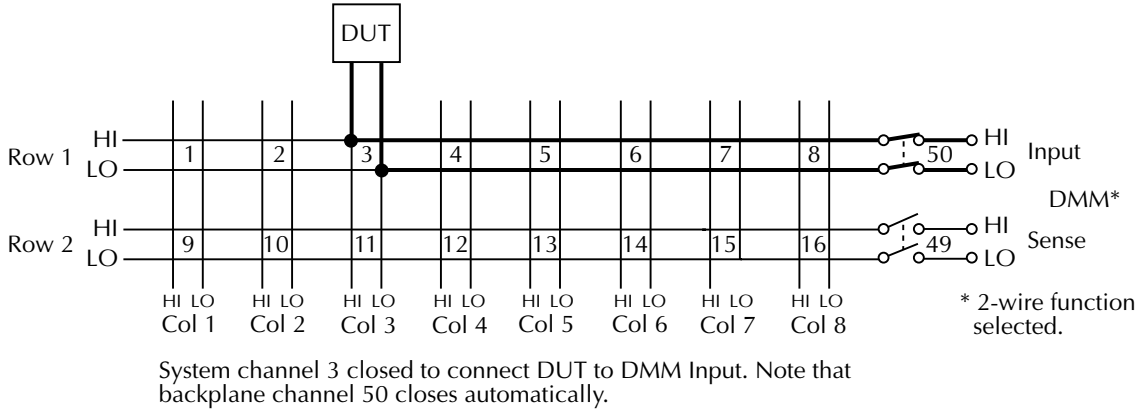 DUT
HI HI
Row 1 1 2 3 4 5 6 7 8 50 Input
LO LO
DMM*
HI HI
Row 2 9 10 11 12 13 14 15 16 49 Sense
LO LO
HI LO HI LO HI LO HI LO HI LO HI LO HI LO HI LO
Col 1 Col 2 Col 3 Col 4 Col 5 Col 6 Col 7 Col 8
* 2-wire function
selected.
System channel 3 closed to connect DUT to DMM Input. Note that
backplane channel 50 closes automatically.